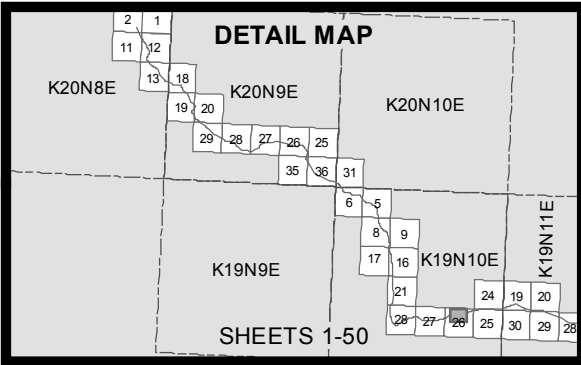 2 1
DETAIL MAP
11 12
K20N8E
13 18
K20N9E
19 20
K20N10E
29 28 27 26 25
35 36 31
6 5
8 9
K19N9E
17 16
K19N10E
K19N11E
21
24 19 20
28 27 26 25 30 29 28
SHEETS 1-50